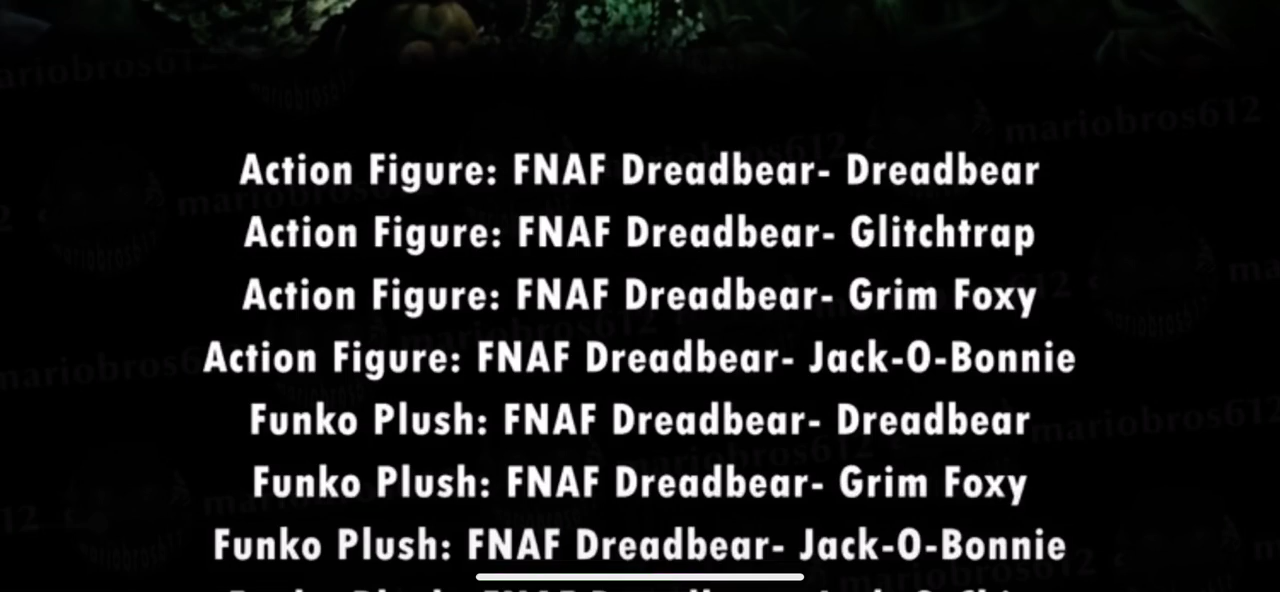 mariobros612
mariobros612
Action Figure: FNAF Dreadbear- Dreadbear
Action Figure: FNAF Dreadbear- Glitchtrap
Action Figure: FNAF Dreadbear- Grim Foxy
Action Figure: FNAF Dreadbear- Jack-O-Bonnie
Funko Plush: FNAF Dreadbear- Dreadbear
Funko Plush: FNAF Dreadbear- Grim Foxy
Funko Plush: FNAF Dreadbear- Jack-O-Bonnie